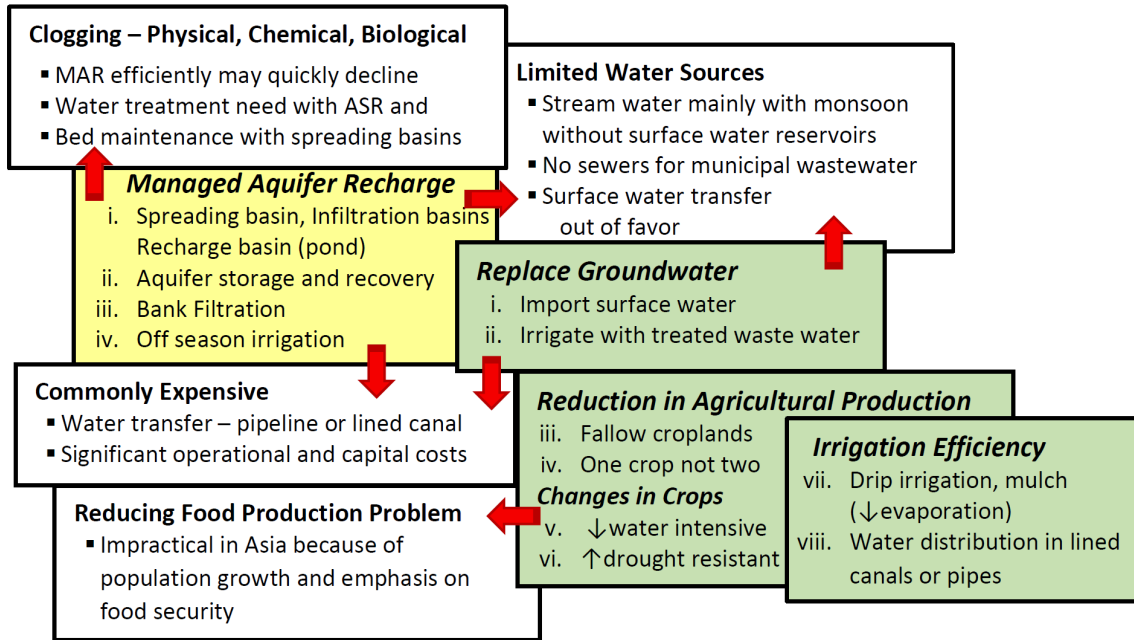 Clogging – Physical, Chemical, Biological
▪ MAR efficiently may quickly decline
▪ Water treatment need with ASR and
▪ Bed maintenance with spreading basins
Limited Water Sources
▪ Stream water mainly with monsoon
without surface water reservoirs
▪ No sewers for municipal wastewater
▪ Surface water transfer
out of favor
Managed Aquifer Recharge
i. Spreading basin, Infiltration basins
Recharge basin (pond)
ii. Aquifer storage and recovery
iii. Bank Filtration
iv. Off season irrigation
Replace Groundwater
i. Import surface water
ii. Irrigate with treated waste water
Commonly Expensive
▪ Water transfer – pipeline or lined canal
▪ Significant operational and capital costs
Reduction in Agricultural Production
iii. Fallow croplands
iv. One crop not two
Changes in Crops
v. ↓water intensive
vi. ↑drought resistant
Irrigation Efficiency
vii. Drip irrigation, mulch
(↓evaporation)
viii. Water distribution in lined
canals or pipes
Reducing Food Production Problem
▪ Impractical in Asia because of
population growth and emphasis on
food security